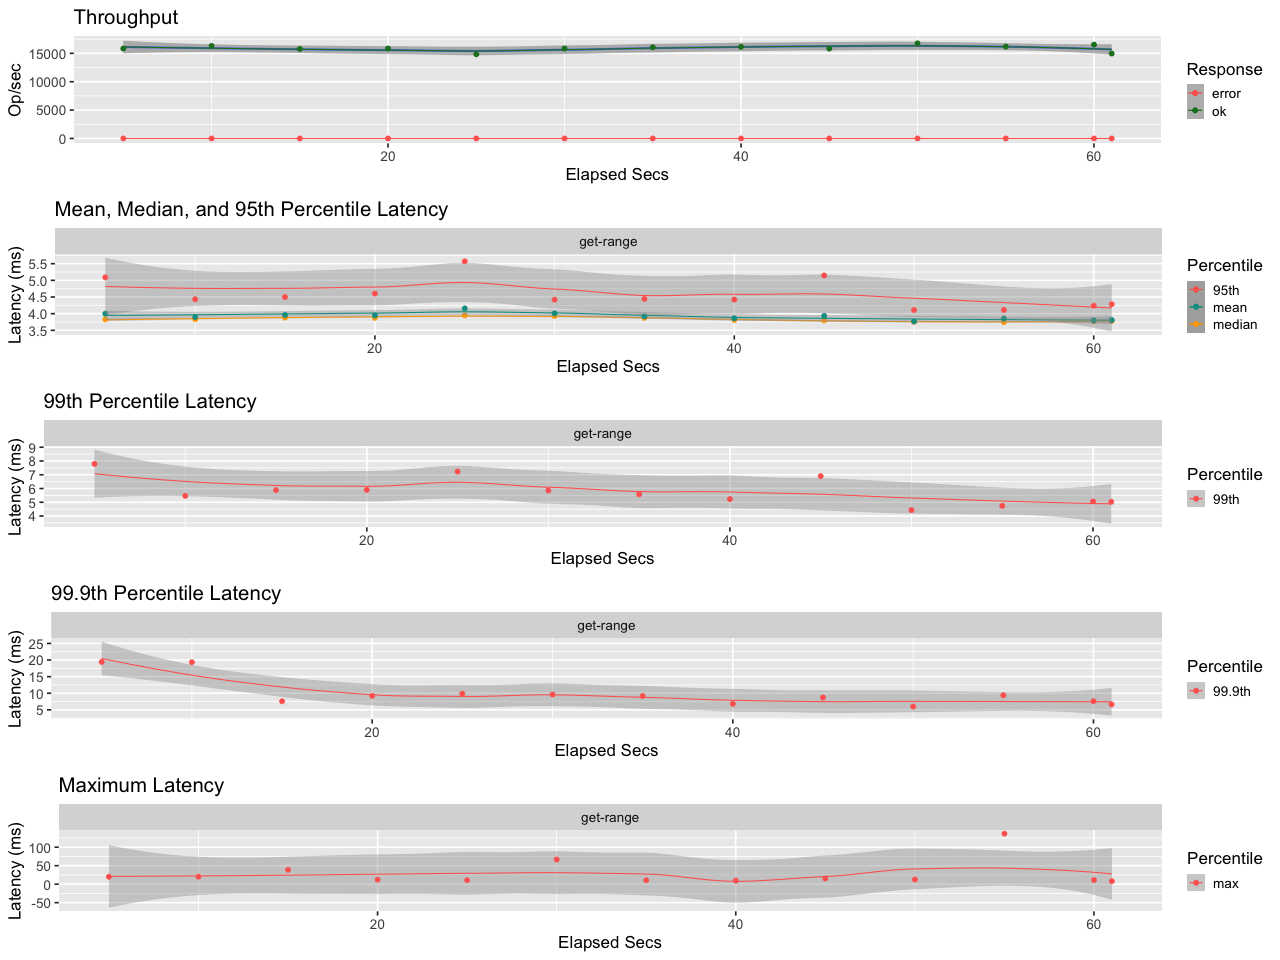 Throughput
Op/sec
15000
10000
5000
0
20 40 60
Elapsed Secs
Response
error
ok
Mean, Median, and 95th Percentile Latency
get-range
Latency (ms)
5.5
5.0
4.5
4.0
3.5
20 40 60
Elapsed Secs
Percentile
95th
mean
median
99th Percentile Latency
get-range
Latency (ms)
9
8
7
6
5
4
20 40 60
Elapsed Secs
Percentile
99th
99.9th Percentile Latency
get-range
Latency (ms)
25
20
15
10
5
20 40 60
Elapsed Secs
Percentile
99.9th
Maximum Latency
get-range
Latency (ms)
100
50
0
-50
20 40 60
Elapsed Secs
Percentile
max